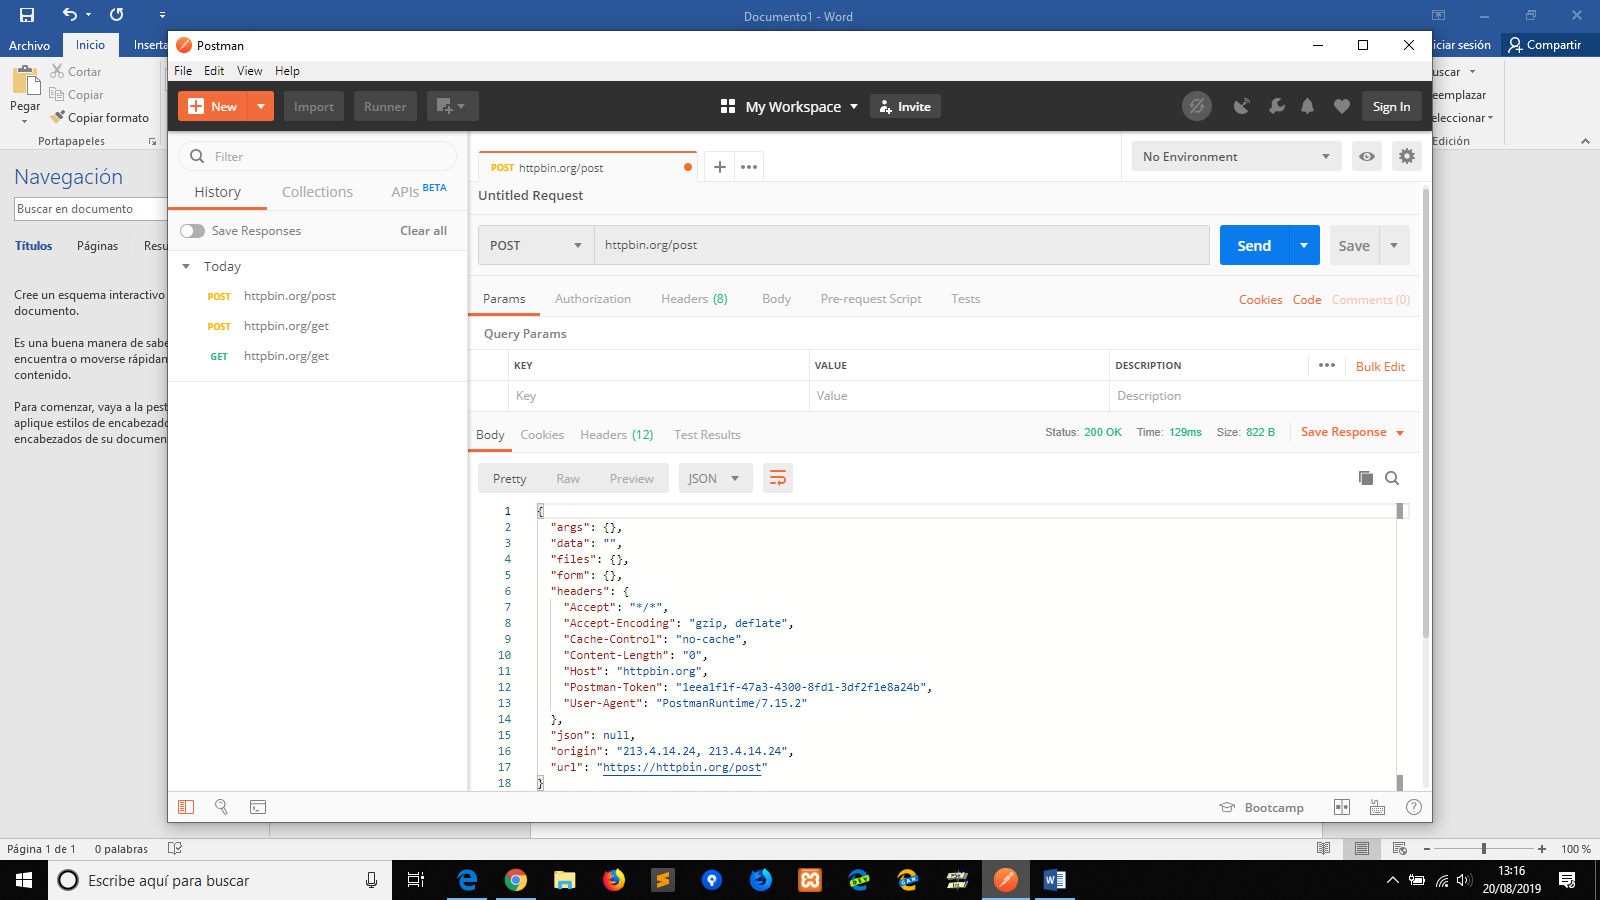 Documento1 - Word
Archivo
Inicio
Inserta
iciar sesión
Compartir
Pegar
Cortar
Copiar
Copiar formato
Portapapeles
uscar
eemplazar
eleccionar
Edición
Navegación
Buscar en documento
Títulos
Páginas
Resu
Cree un esquema interactivo
documento.
Es una buena manera de sabe
encuentra o moverse rápidam
contenido.
Para comenzar, vaya a la pest
aplique estilos de encabezado
encabezados de su documen
Postman
File Edit View Help
New
Import
Runner
My Workspace
Invite
Sign In
Filter
History
Collections
APIs BETA
Save Responses
Clear all
Today
POST httpbin.org/post
POST httpbin.org/get
GET httpbin.org/get
POST httpbin.org/post
No Environment
Untitled Request
POST
httpbin.org/post
Send
Save
Params
Authorization
Headers (8)
Body
Pre-request Script
Tests
Cookies
Code
Comments (0)
Query Params
KEY
VALUE
DESCRIPTION
Bulk Edit
Key
Value
Description
Body
Cookies
Headers (12)
Test Results
Status: 200 OK
Time: 129ms
Size: 822 B
Save Response
Pretty
Raw
Preview
JSON
1 {
2 "args": {},
3 "data": "",
4 "files": {},
5 "form": {},
6 "headers": {
7 "Accept": "*/*",
8 "Accept-Encoding": "gzip, deflate",
9 "Cache-Control": "no-cache",
10 "Content-Length": "0",
11 "Host": "httpbin.org",
12 "Postman-Token": "1eea1f1f-47a3-4300-8fd1-3df2f1e8a24b",
13 "User-Agent": "PostmanRuntime/7.15.2"
14 },
15 "json": null,
16 "origin": "213.4.14.24, 213.4.14.24",
17 "url": "https://httpbin.org/post"
18 }
Bootcamp
Página 1 de 1
0 palabras
100 %
Escribe aquí para buscar
DEV
CAN
13:16
20/08/2019